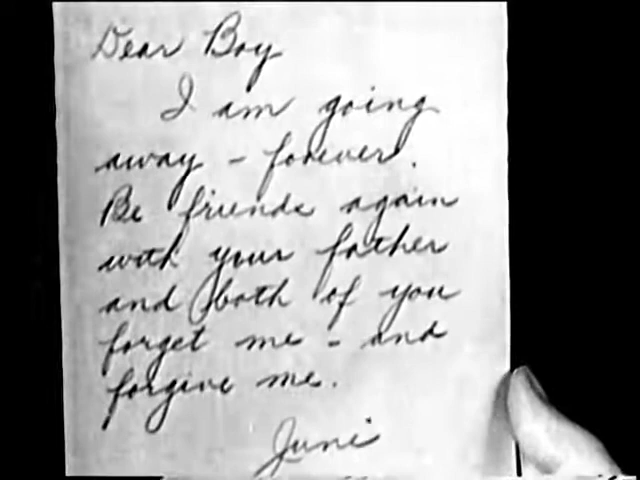 Dear Boy
I am going
away - forever.
Be friends again
with your father
and both of you
forget me - and
forgive me.
June